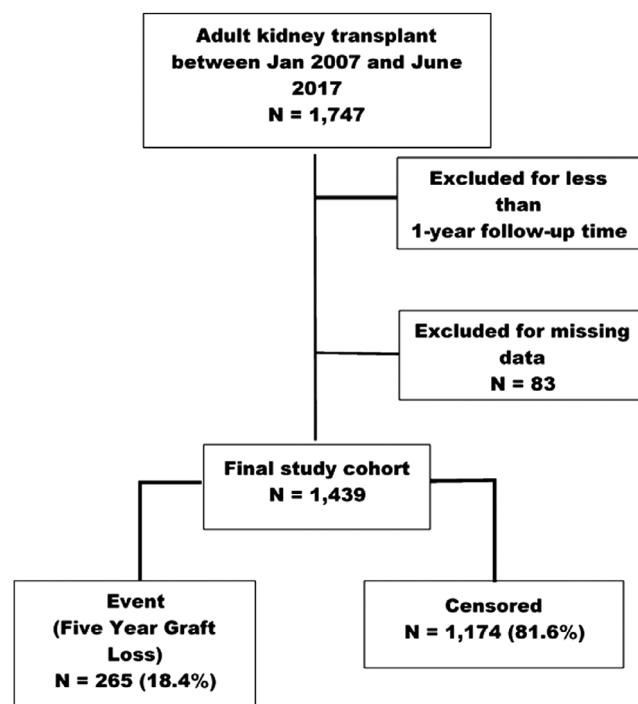 Adult kidney transplant
between Jan 2007 and June
2017
N = 1,747
Excluded for less
than
1-year follow-up time
Excluded for missing
data
N = 83
Final study cohort
N = 1,439
Event
(Five Year Graft
Loss)
N = 265 (18.4%)
Censored
N = 1,174 (81.6%)